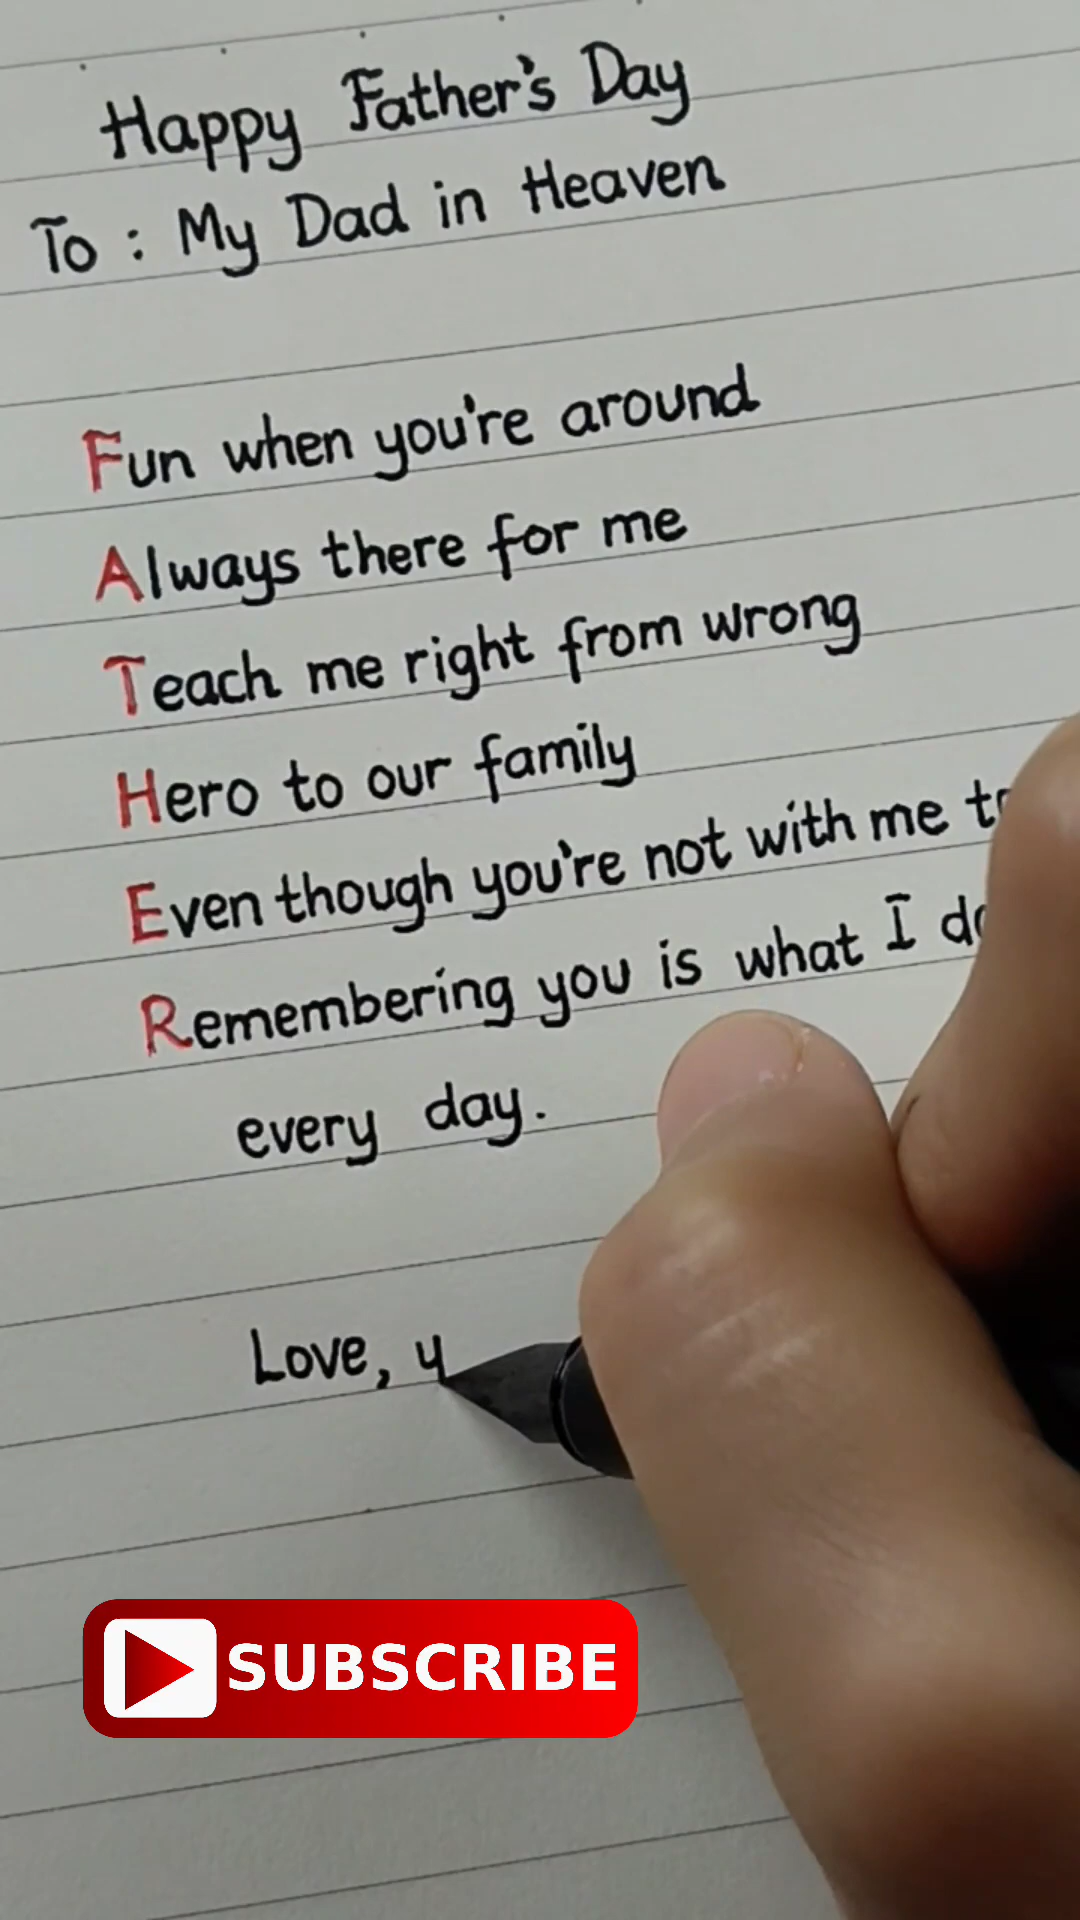 Happy Father's Day
To : My Dad in Heaven
Fun when you're around
Always there for me
Teach me right from wrong
Hero to our family
Even though you're not with me
Remembering you is what I
every day.
Love, y
SUBSCRIBE